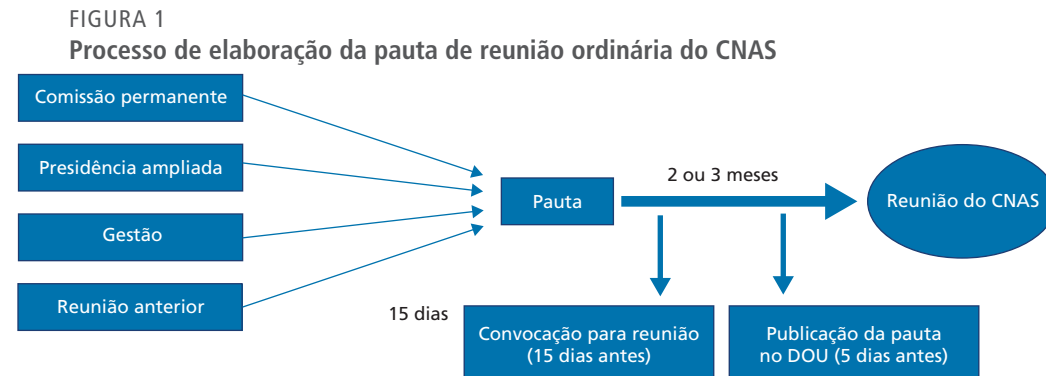 FIGURA 1
Processo de elaboração da pauta de reunião ordinária do CNAS
Comissão permanente
Presidência ampliada
Gestão
Reunião anterior
Pauta
2 ou 3 meses
Reunião do CNAS
15 dias
Convocação para reunião
(15 dias antes)
Publicação da pauta
no DOU (5 dias antes)